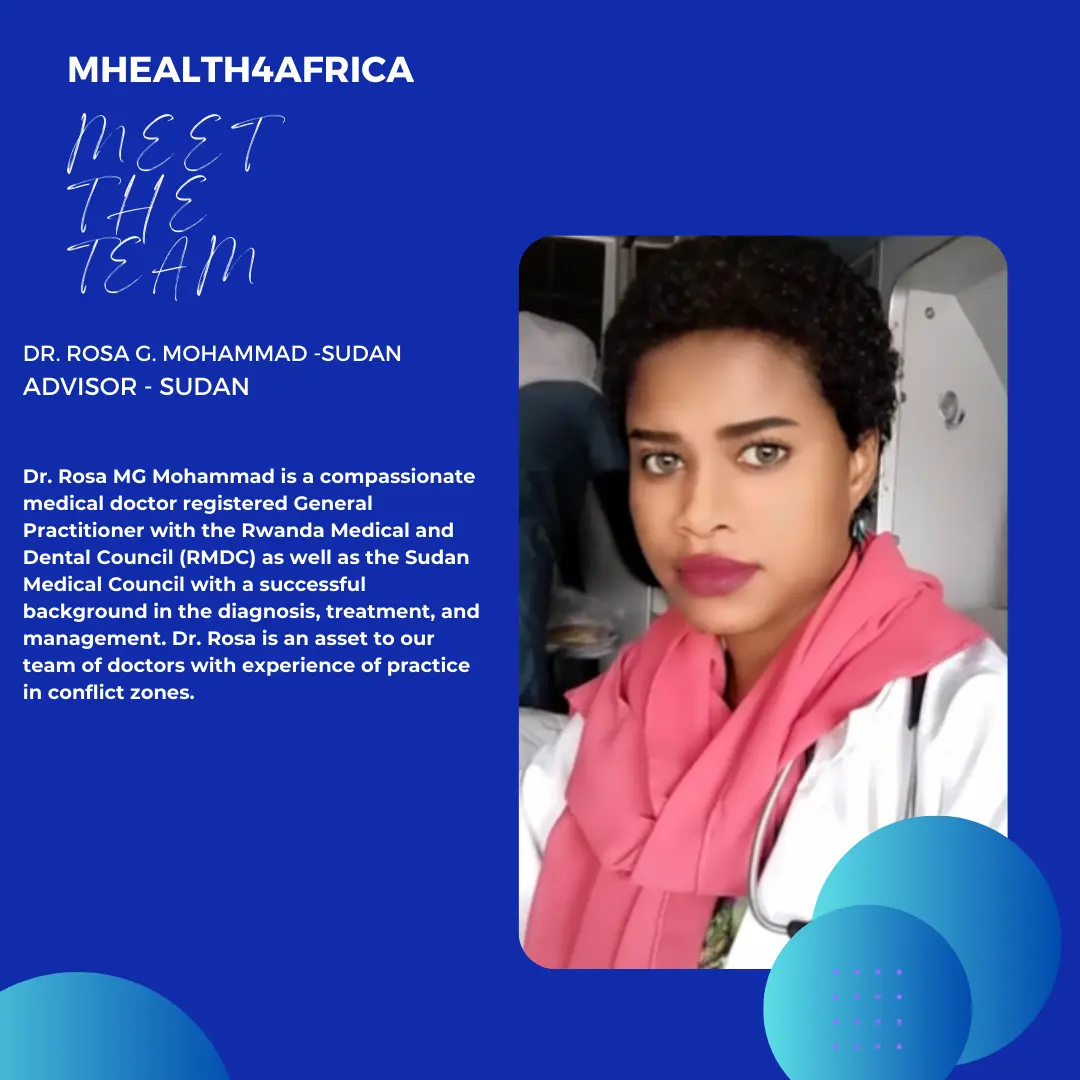 MHEALTH4AFRICA
MEET
THE
TEAM
DR. ROSA G. MOHAMMAD -SUDAN
ADVISOR - SUDAN
Dr. Rosa MG Mohammad is a compassionate
medical doctor registered General
Practitioner with the Rwanda Medical and
Dental Council (RMDC) as well as the Sudan
Medical Council with a successful
background in the diagnosis, treatment, and
management. Dr. Rosa is an asset to our
team of doctors with experience of practice
in conflict zones.